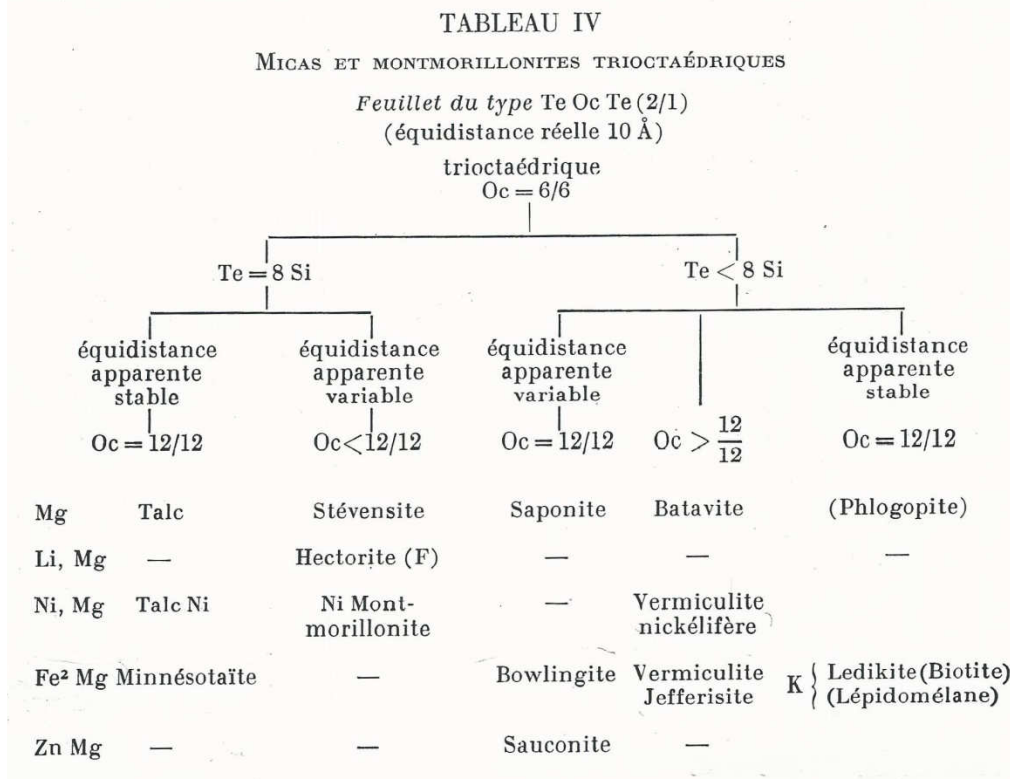 TABLEAU IV
MICAS ET MONTMORILLONITES TRIOCTAÉDRIQUES
Feuillet du type Te Oc Te (2/1)
(équidistance réelle 10 Å)
trioctaédrique
Oc = 6/6
Te = 8 Si Te < 8 Si
équidistance équidistance équidistance équidistance
apparente apparente apparente apparente
stable variable variable stable
Oc = 12/12 Oc<12/12 Oc = 12/12 Oc > 12/12 Oc = 12/12
Mg Talc Stévensite Saponite Batavite (Phlogopite)
Li, Mg — Hectorite (F) — — —
Ni, Mg Talc Ni Ni Mont- — Vermiculite
morillonite nickélifère
Fe² Mg Minnésotaïte — Bowlingite Vermiculite K { Ledikite (Biotite)
Jefferisite (Lépidomélane)
Zn Mg — — Sauconite —